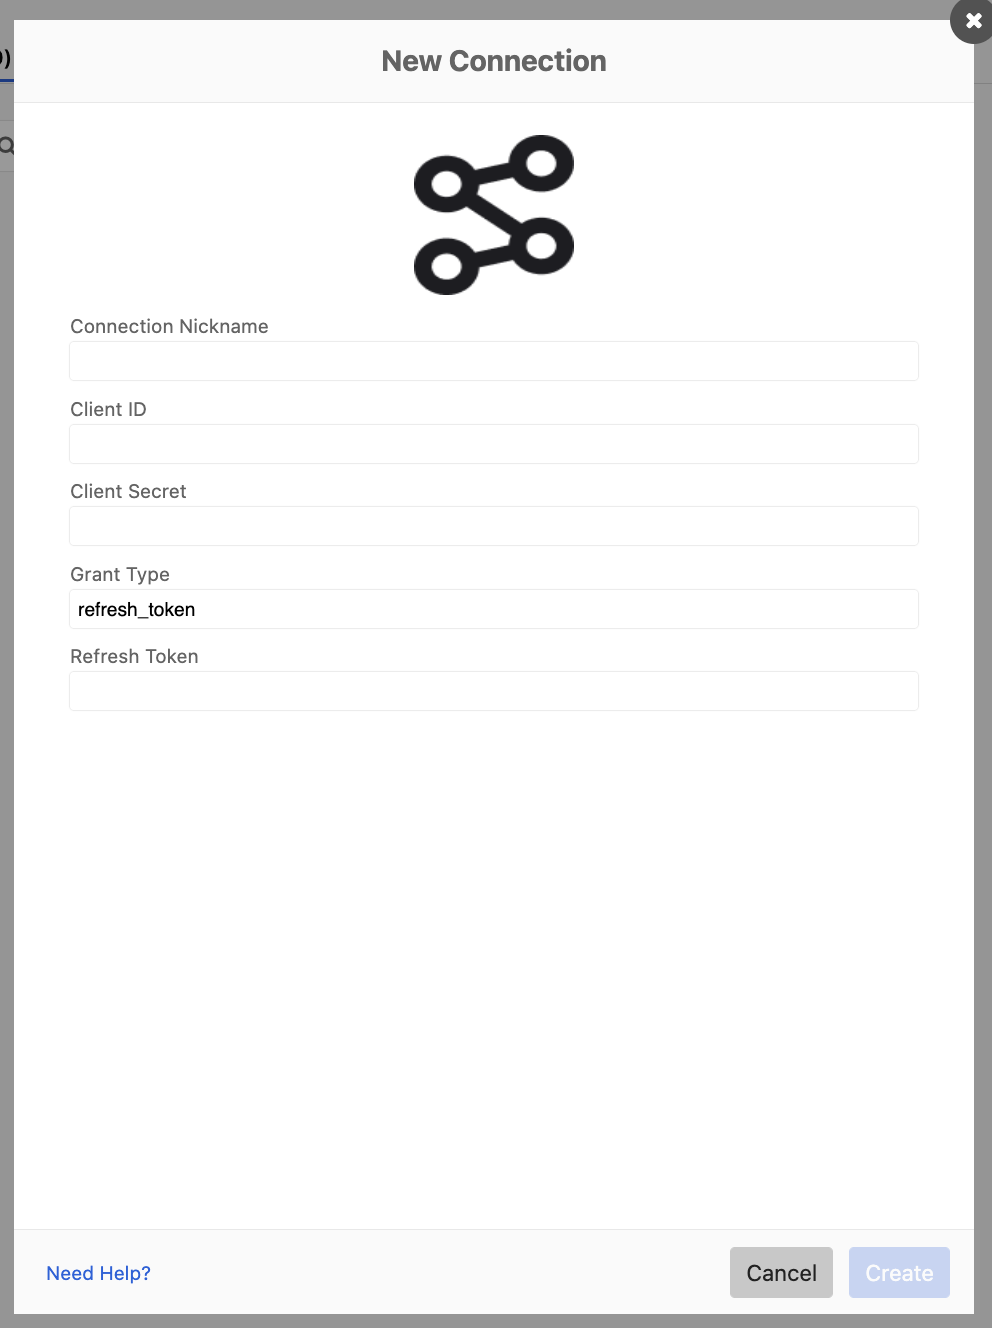 New Connection
Connection Nickname
Client ID
Client Secret
Grant Type
refresh_token
Refresh Token
Need Help?
Cancel
Create